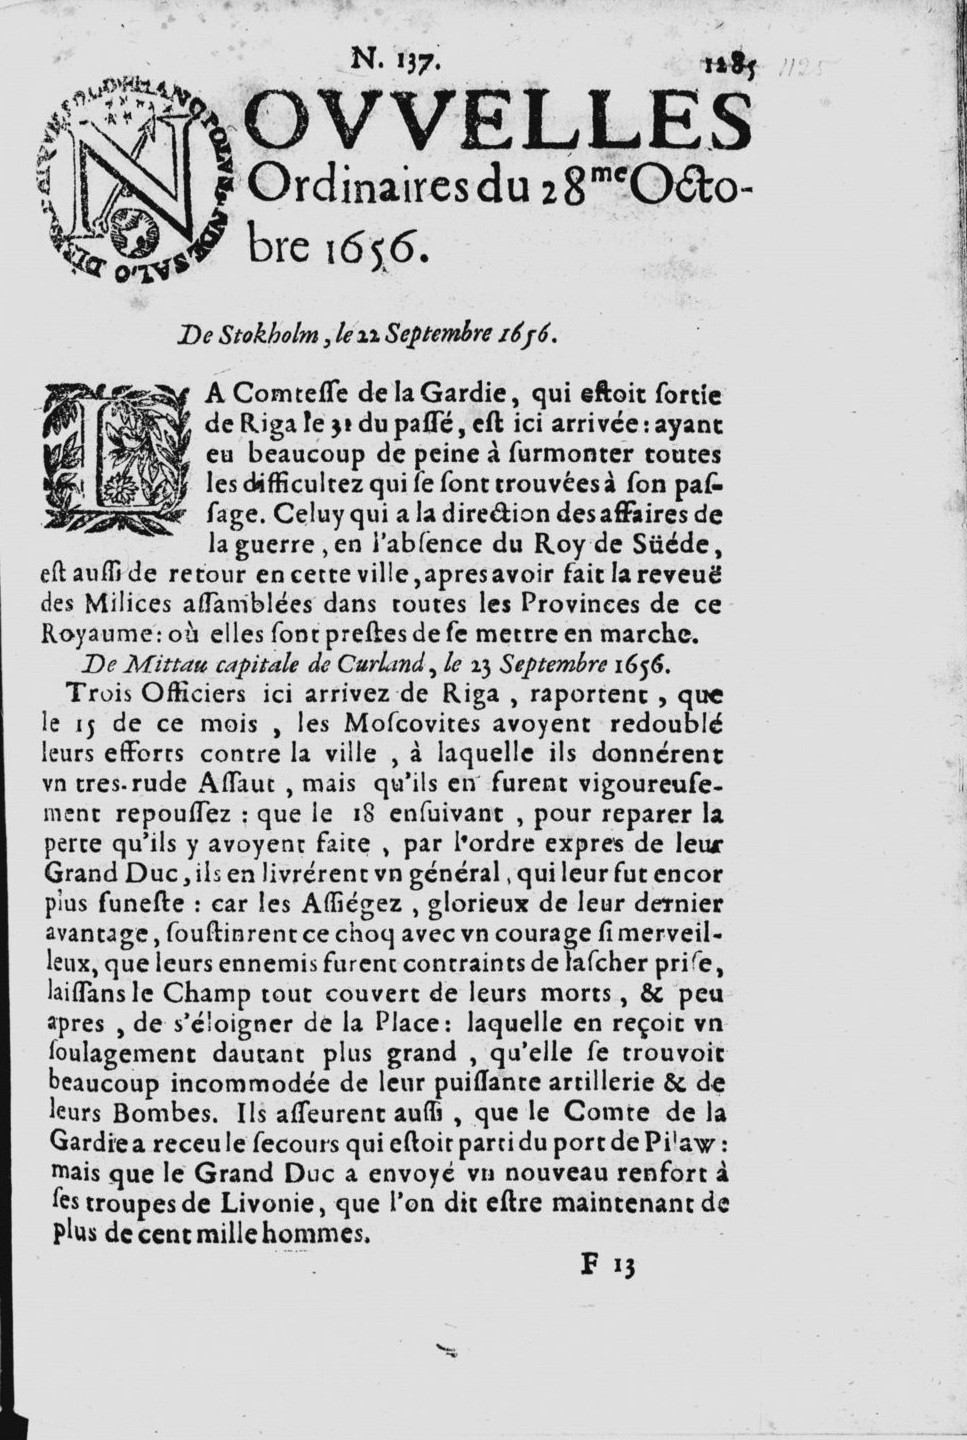 N. 137. 1285
1125
NOVVELLES
Ordinaires du 28me Octo-
bre 1656.
De Stokholm, le 22 Septembre 1656.
LA Comteſſe de la Gardie, qui eſtoit ſortie
de Riga le 31 du paſſé, eſt ici arrivée: ayant
eu beaucoup de peine à ſurmonter toutes
les difficultez qui ſe ſont trouvées à ſon paſ-
ſage. Celuy qui a la direction des affaires de
la guerre, en l'abſence du Roy de Süéde,
eſt auſſi de retour en cette ville, apres avoir fait la reveuë
des Milices aſſamblées dans toutes les Provinces de ce
Royaume: où elles ſont preſtes de ſe mettre en marche.
De Mittau capitale de Curland, le 23 Septembre 1656.
Trois Officiers ici arrivez de Riga, raportent, que
le 15 de ce mois, les Moſcovites avoyent redoublé
leurs efforts contre la ville, à laquelle ils donnérent
vn tres-rude Aſſaut, mais qu'ils en furent vigoureuſe-
ment repouſſez: que le 18 enſuivant, pour reparer la
perte qu'ils y avoyent faite, par l'ordre expres de leur
Grand Duc, ils en livrérent vn général, qui leur fut encor
plus funeſte: car les Aſſiégez, glorieux de leur dernier
avantage, ſouſtinrent ce choq avec vn courage ſi merveil-
leux, que leurs ennemis furent contraints de laſcher priſe,
laiſſans le Champ tout couvert de leurs morts, & peu
apres, de s'éloigner de la Place: laquelle en reçoit vn
ſoulagement dautant plus grand, qu'elle ſe trouvoit
beaucoup incommodée de leur puiſſante artillerie & de
leurs Bombes. Ils aſſeurent auſſi, que le Comte de la
Gardie a receu le ſecours qui eſtoit parti du port de Pilaw:
mais que le Grand Duc a envoyé vn nouveau renfort à
ſes troupes de Livonie, que l'on dit eſtre maintenant de
plus de cent mille hommes.
F 13